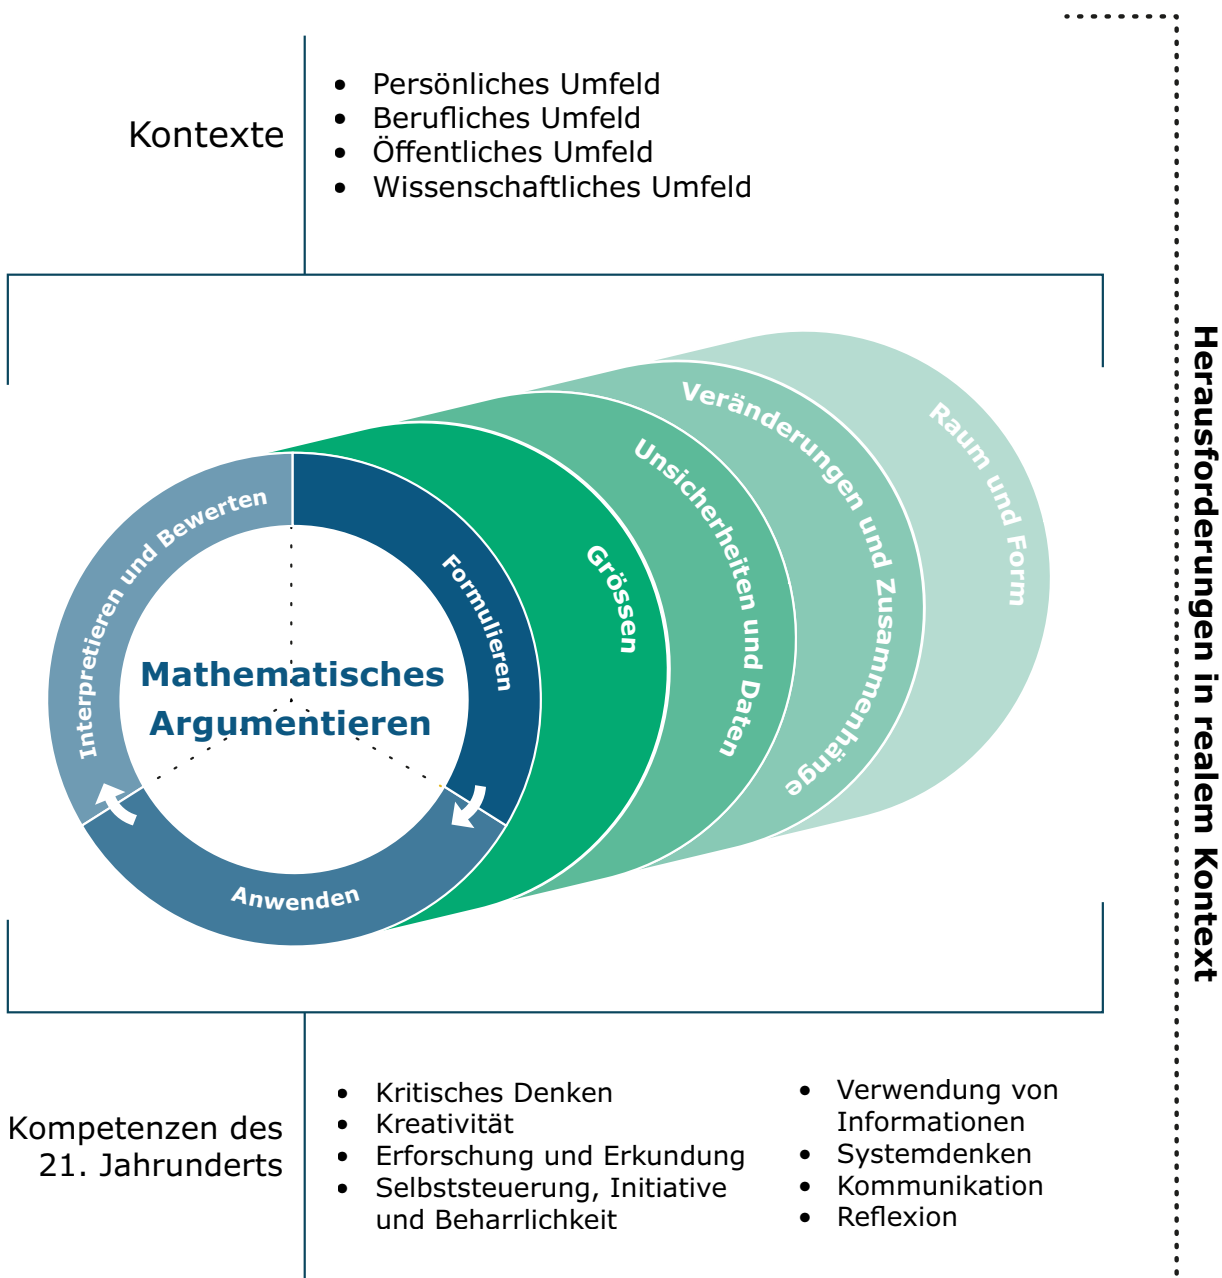 Kontexte
• Persönliches Umfeld
• Berufliches Umfeld
• Öffentliches Umfeld
• Wissenschaftliches Umfeld
Herausforderungen in realem Kontext
Interpretieren und Bewerten
Formulieren
Anwenden
Mathematisches
Argumentieren
Grössen
Unsicherheiten und Daten
Veränderungen und Zusammenhänge
Raum und Form
Kompetenzen des
21. Jahrunderts
• Kritisches Denken
• Kreativität
• Erforschung und Erkundung
• Selbststeuerung, Initiative
und Beharrlichkeit
• Verwendung von
Informationen
• Systemdenken
• Kommunikation
• Reflexion